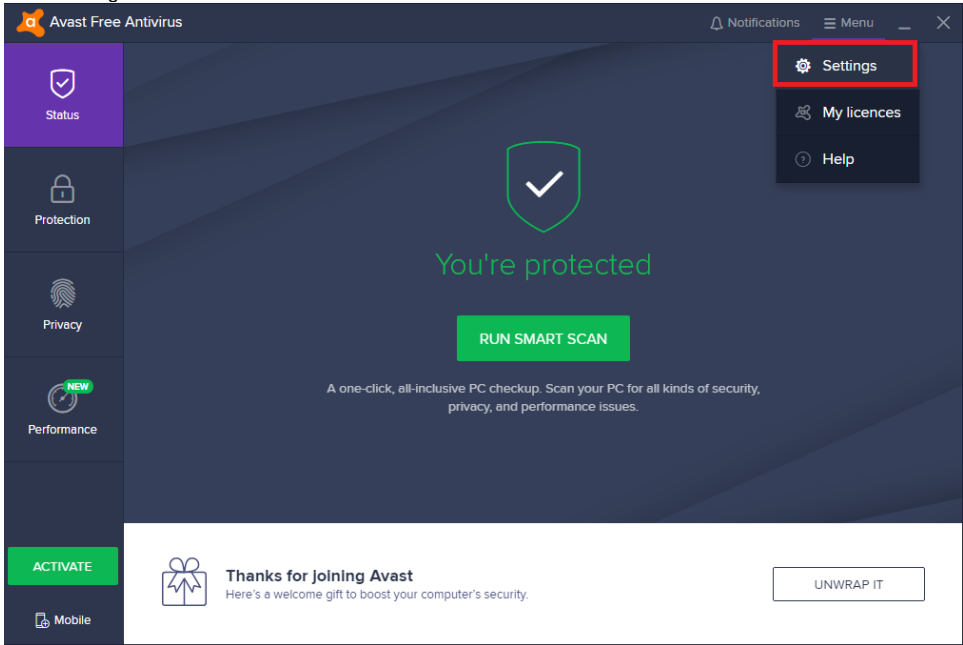 Avast Free Antivirus
Notifications
Menu
Settings
My licences
Help
Status
Protection
Privacy
NEW
Performance
You're protected
RUN SMART SCAN
A one-click, all-inclusive PC checkup. Scan your PC for all kinds of security,
privacy, and performance issues.
ACTIVATE
Mobile
Thanks for joining Avast
Here's a welcome gift to boost your computer's security.
UNWRAP IT